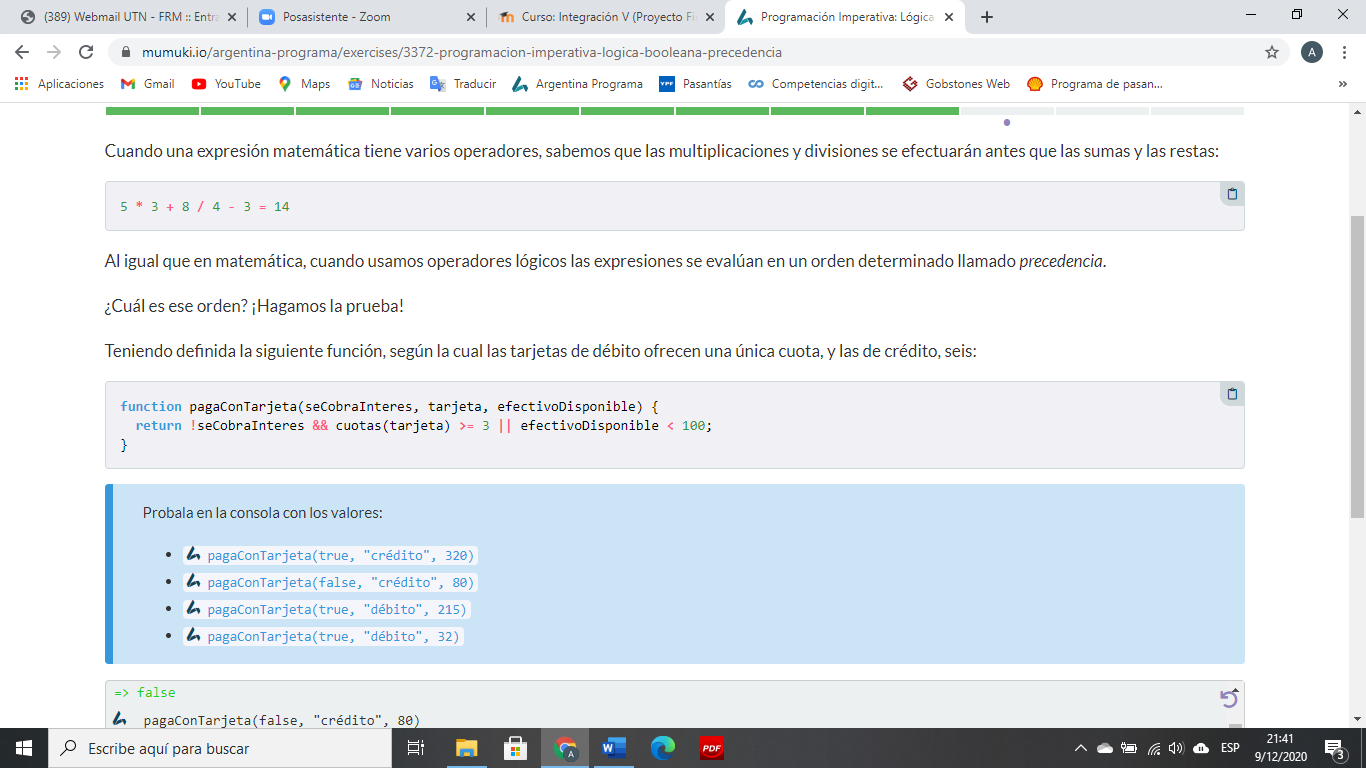 (389) Webmail UTN - FRM :: Entra
Posasistente - Zoom
Curso: Integración V (Proyecto Fi
Programación Imperativa: Lógica
mumuki.io/argentina-programa/exercises/3372-programacion-imperativa-logica-booleana-precedencia
A
Aplicaciones
Gmail
YouTube
Maps
Noticias
Traducir
Argentina Programa
YPF
Pasantías
Competencias digit...
Gobstones Web
Programa de pasan...
»
Cuando una expresión matemática tiene varios operadores, sabemos que las multiplicaciones y divisiones se efectuarán antes que las sumas y las restas:
5 * 3 + 8 / 4 - 3 = 14
Al igual que en matemática, cuando usamos operadores lógicos las expresiones se evalúan en un orden determinado llamado precedencia.
¿Cuál es ese orden? ¡Hagamos la prueba!
Teniendo definida la siguiente función, según la cual las tarjetas de débito ofrecen una única cuota, y las de crédito, seis:
function pagaConTarjeta(seCobraInteres, tarjeta, efectivoDisponible) {
return !seCobraInteres && cuotas(tarjeta) >= 3 || efectivoDisponible < 100;
}
Probala en la consola con los valores:
• pagaConTarjeta(true, "crédito", 320)
• pagaConTarjeta(false, "crédito", 80)
• pagaConTarjeta(true, "débito", 215)
• pagaConTarjeta(true, "débito", 32)
=> false
pagaConTarjeta(false, "crédito", 80)
Escribe aquí para buscar
A
W
PDF
ESP
21:41
9/12/2020
3